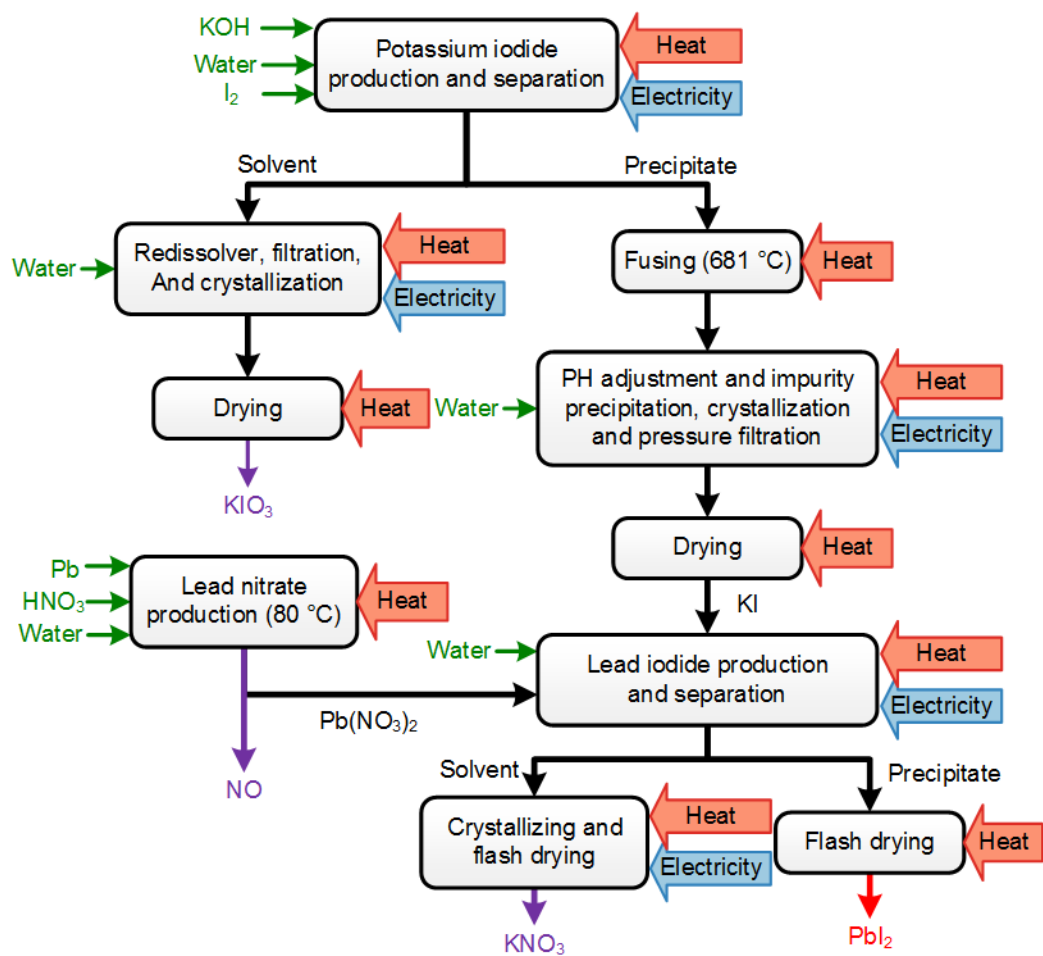 KOH
Water
I₂
Potassium iodide
production and separation
Heat
Electricity
Solvent
Precipitate
Water
Redissolver, filtration,
And crystallization
Heat
Electricity
Fusing (681 °C)
Heat
Drying
Heat
KIO₃
Water
PH adjustment and impurity
precipitation, crystallization
and pressure filtration
Heat
Electricity
Drying
Heat
KI
Pb
HNO₃
Water
Lead nitrate
production (80 °C)
Heat
Water
Lead iodide production
and separation
Heat
Electricity
Pb(NO₃)₂
NO
Solvent
Precipitate
Crystallizing and
flash drying
Heat
Electricity
Flash drying
Heat
KNO₃
PbI₂